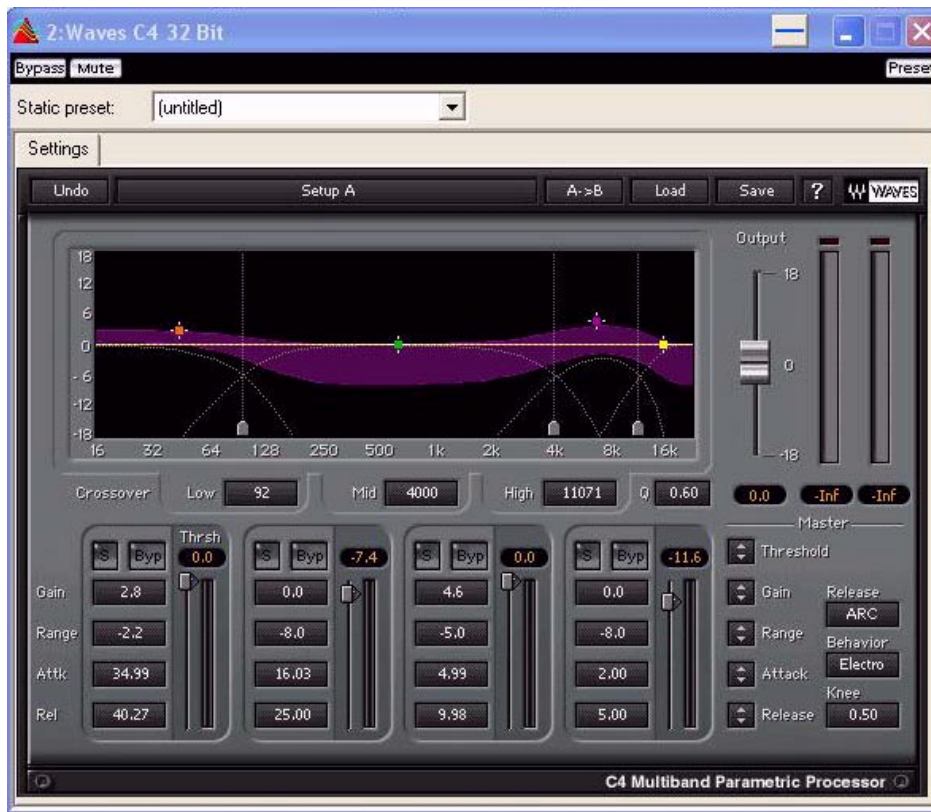 2:Waves C4 32 Bit
Bypass Mute Preset
Static preset: (untitled)
Settings
Undo Setup A A->B Load Save ? WAVES
Output
18
12
6
0
-6
-12
-18
16 32 64 128 250 500 1k 2k 4k 8k 16k
18
0
-18
Crossover Low 92 Mid 4000 High 11071 Q 0.60
0.0 -Inf -Inf
Thrsh
S Byp 0.0 S Byp -7.4 S Byp 0.0 S Byp -11.6
Gain 2.8 0.0 4.6 0.0
Range -2.2 -8.0 -5.0 -8.0
Attk 34.99 16.03 4.99 2.00
Rel 40.27 25.00 9.98 5.00
Master
Threshold
Gain
Range
Attack
Release
Release
ARC
Behavior
Electro
Knee
0.50
C4 Multiband Parametric Processor